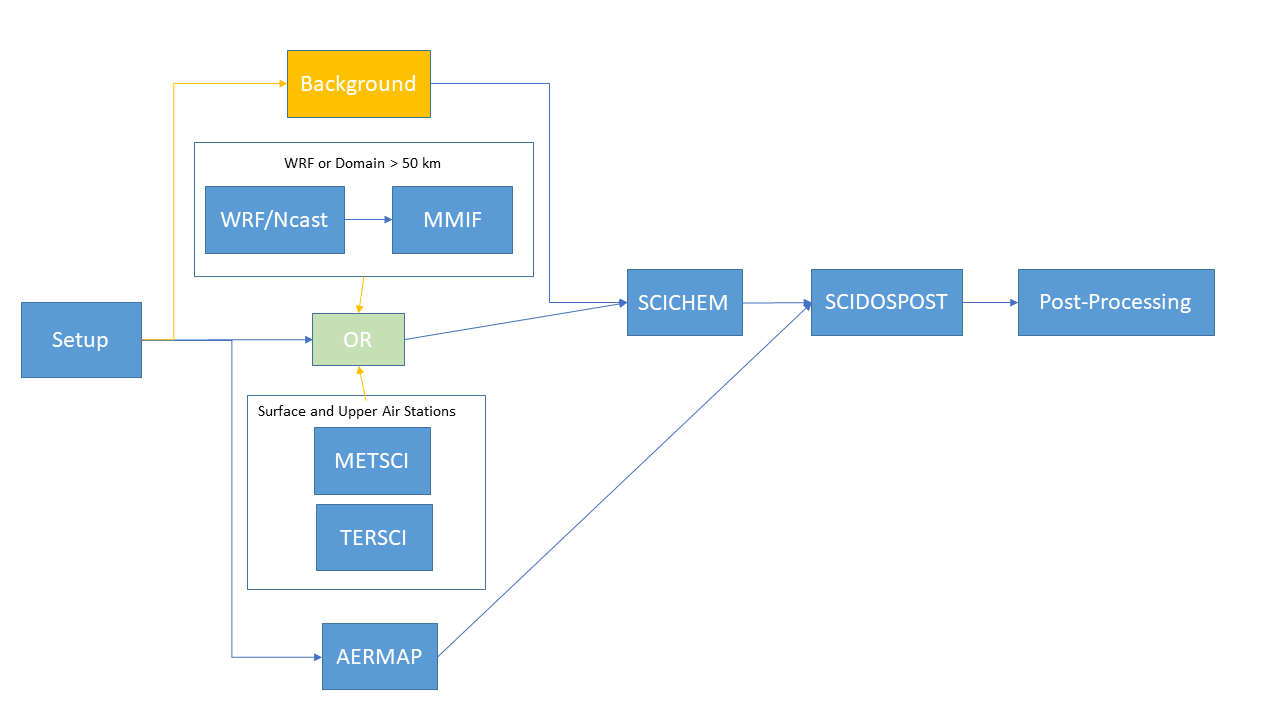 Background
WRF or Domain > 50 km
WRF/Ncast
MMIF
Setup
OR
SCICHEM
SCIDOSPOST
Post-Processing
Surface and Upper Air Stations
METSCI
TERSCI
AERMAP